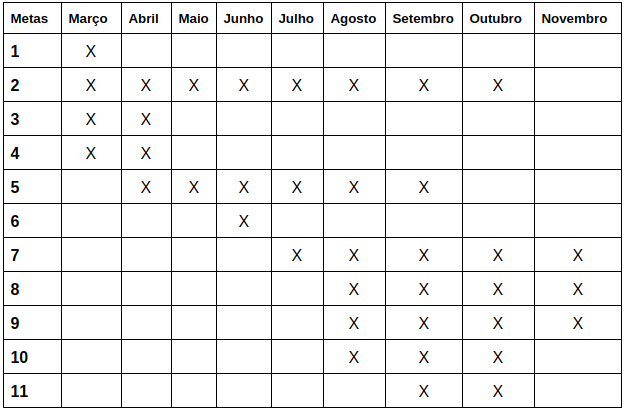 Metas Março Abril Maio Junho Julho Agosto Setembro Outubro Novembro
1 X
2 X X X X X X X X
3 X X
4 X X
5 X X X X X X
6 X
7 X X X X X
8 X X X X
9 X X X X
10 X X X
11 X X